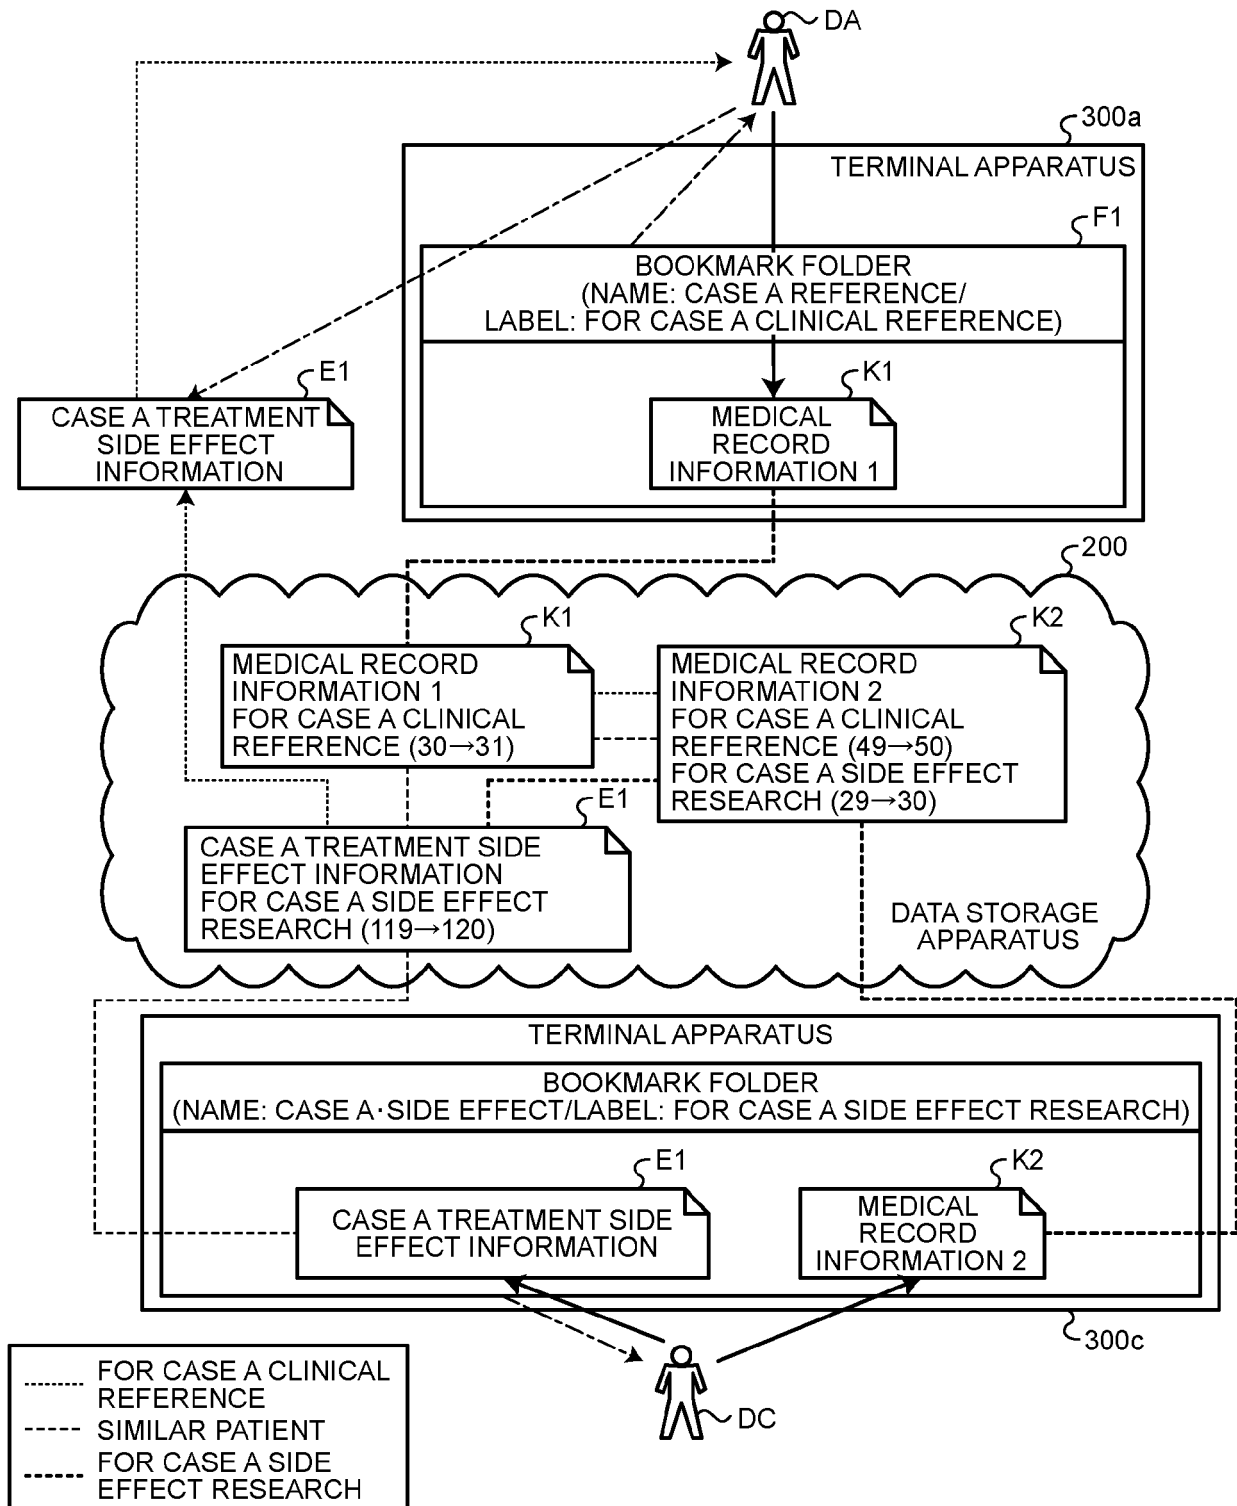 DA
300a
TERMINAL APPARATUS
F1
BOOKMARK FOLDER
(NAME: CASE A REFERENCE/
LABEL: FOR CASE A CLINICAL REFERENCE)
E1
CASE A TREATMENT
SIDE EFFECT
INFORMATION
K1
MEDICAL
RECORD
INFORMATION 1
200
K1
MEDICAL RECORD
INFORMATION 1
FOR CASE A CLINICAL
REFERENCE (30→31)
K2
MEDICAL RECORD
INFORMATION 2
FOR CASE A CLINICAL
REFERENCE (49→50)
FOR CASE A SIDE EFFECT
RESEARCH (29→30)
E1
CASE A TREATMENT SIDE
EFFECT INFORMATION
FOR CASE A SIDE EFFECT
RESEARCH (119→120)
DATA STORAGE
APPARATUS
TERMINAL APPARATUS
BOOKMARK FOLDER
(NAME: CASE A·SIDE EFFECT/LABEL: FOR CASE A SIDE EFFECT RESEARCH)
E1
CASE A TREATMENT SIDE
EFFECT INFORMATION
K2
MEDICAL
RECORD
INFORMATION 2
300c
DC
FOR CASE A CLINICAL
REFERENCE
SIMILAR PATIENT
FOR CASE A SIDE
EFFECT RESEARCH